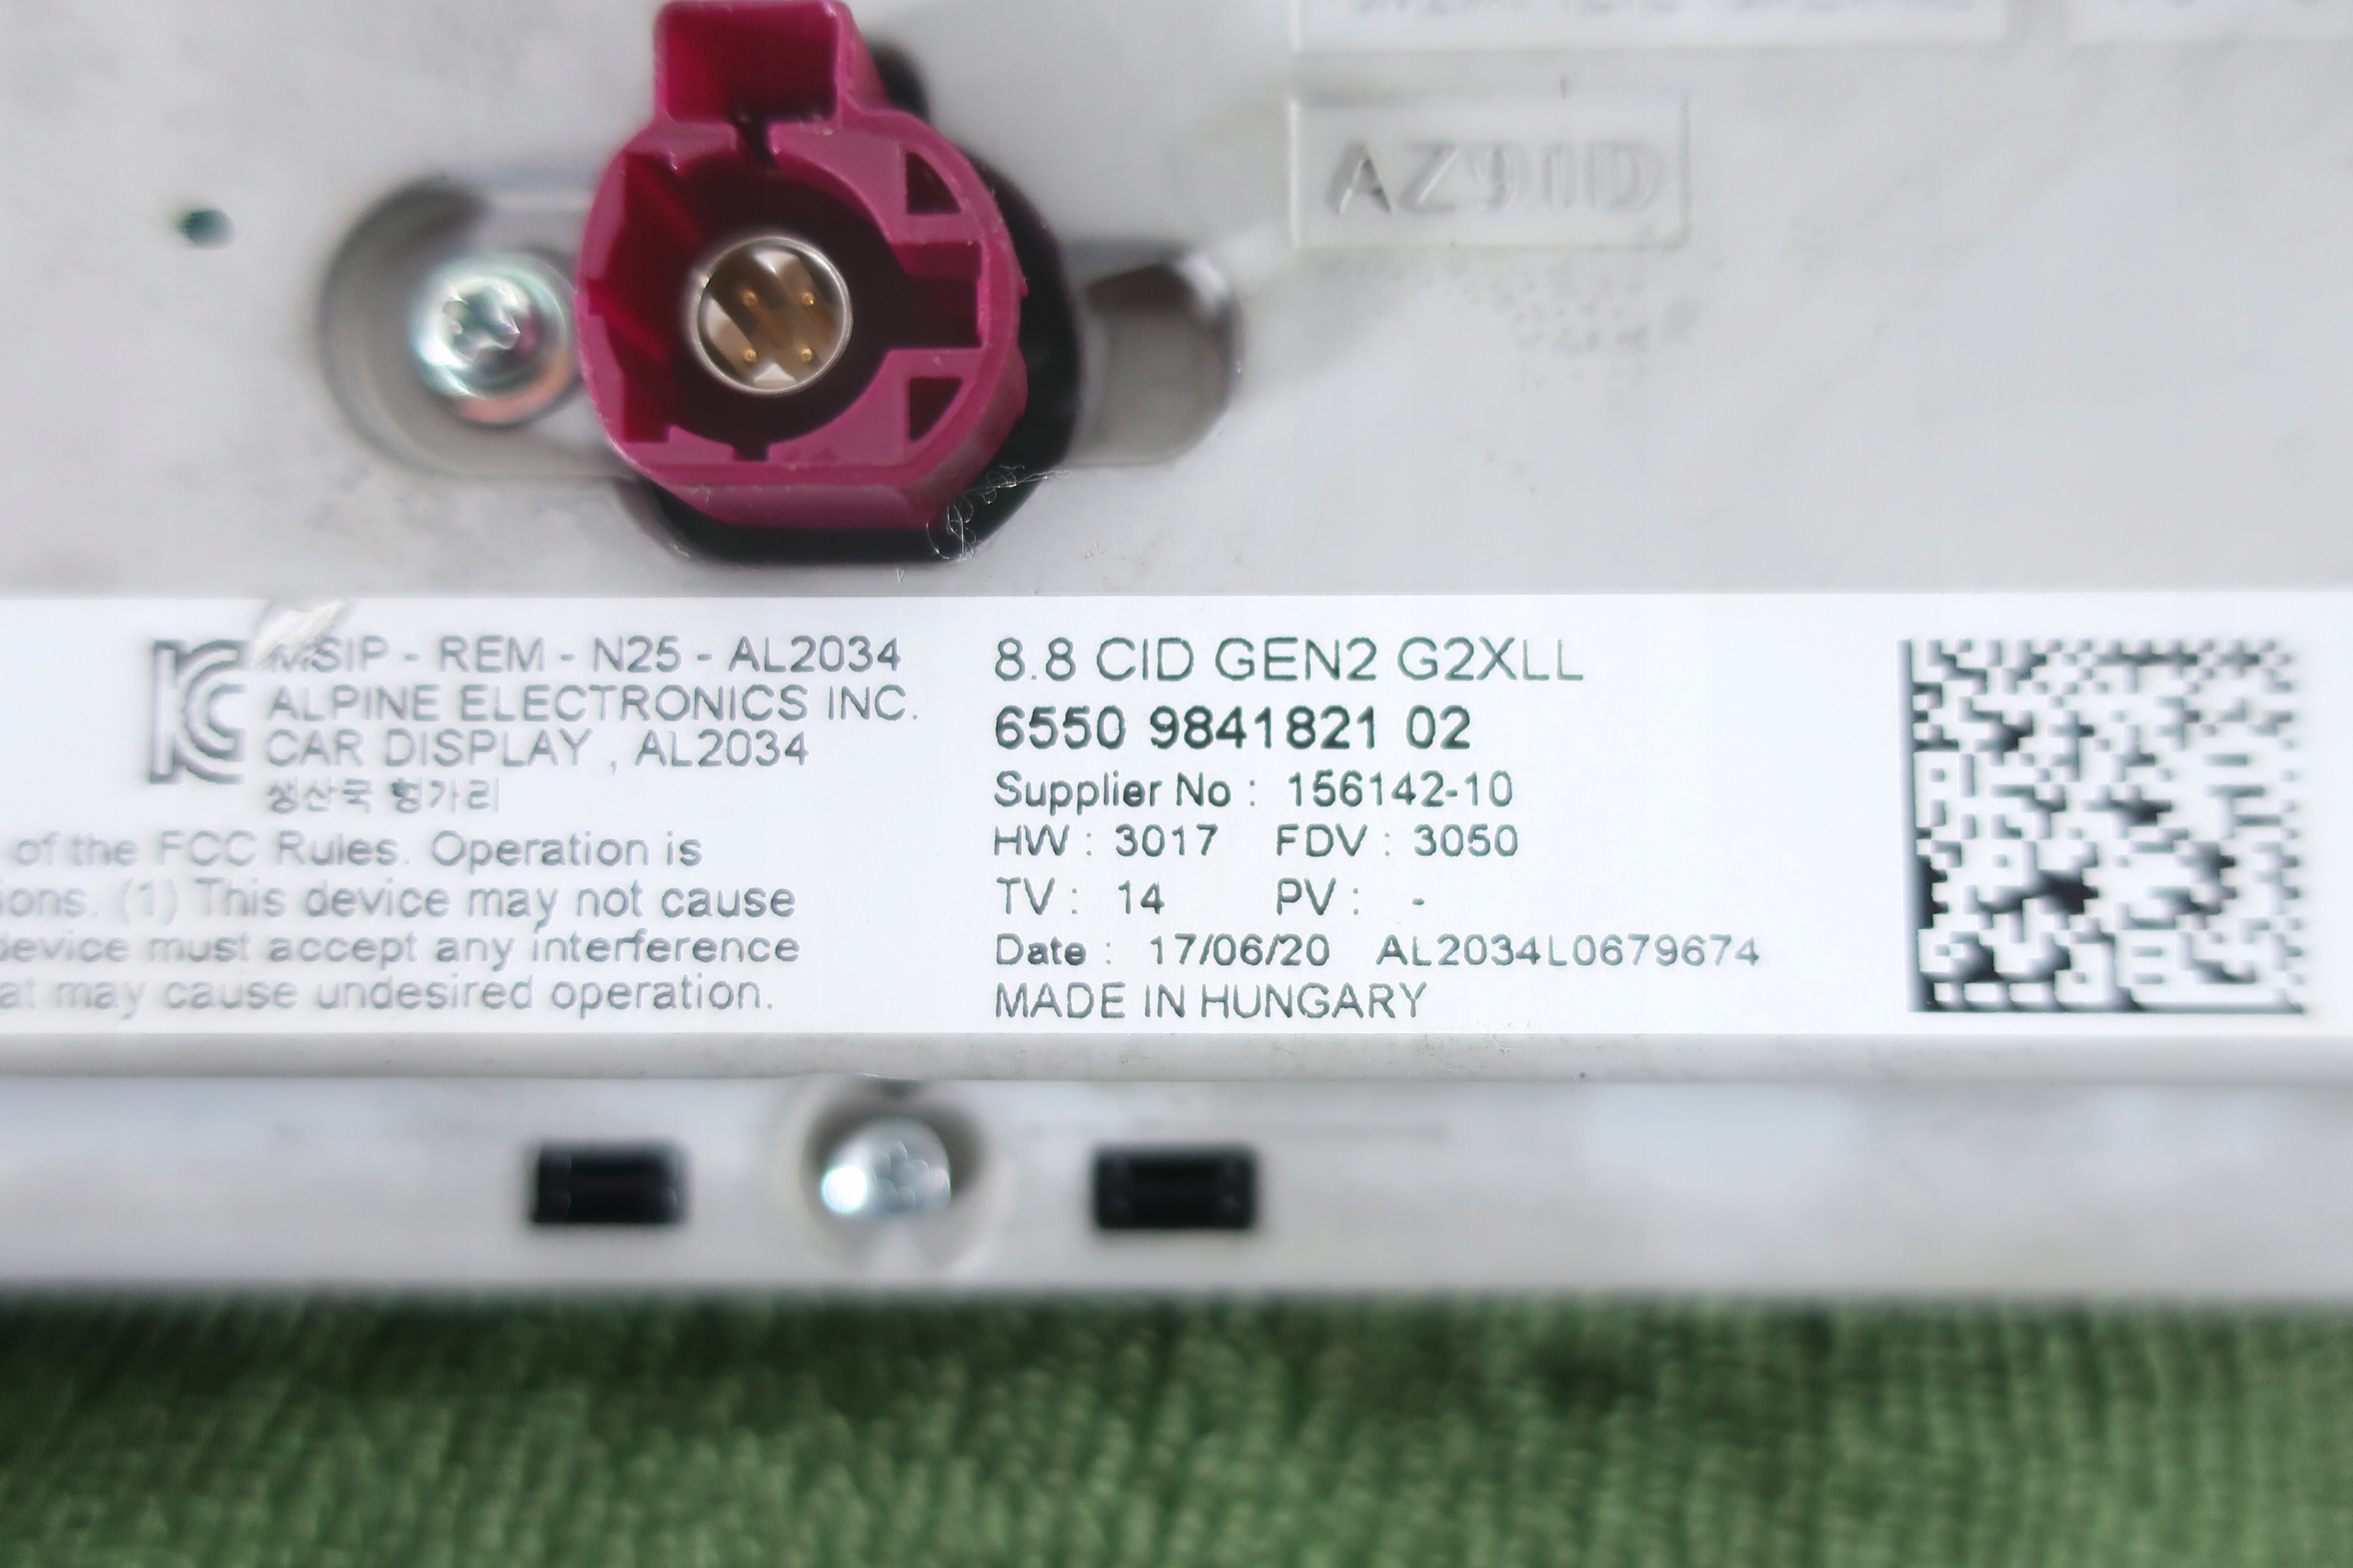 AZ91D
MSIP - REM - N25 - AL2034
ALPINE ELECTRONICS INC.
CAR DISPLAY , AL2034
생산국 헝가리
of the FCC Rules. Operation is
ions. (1) This device may not cause
device must accept any interference
at may cause undesired operation.
8.8 CID GEN2 G2XLL
6550 9841821 02
Supplier No : 156142-10
HW : 3017 FDV : 3050
TV : 14 PV : -
Date : 17/06/20 AL2034L0679674
MADE IN HUNGARY